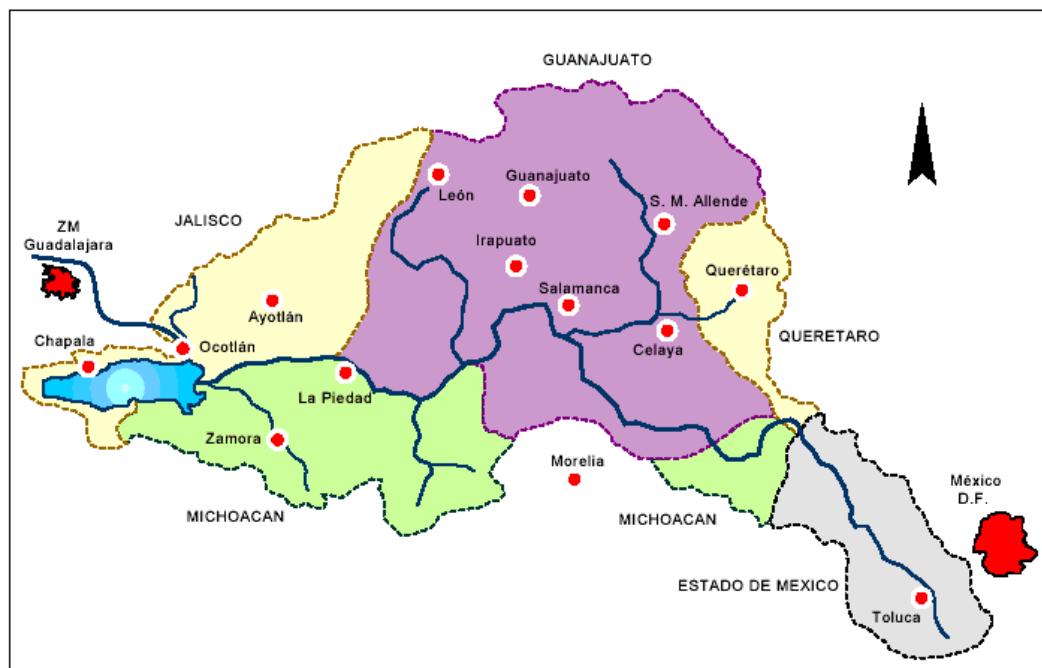 GUANAJUATO
León
Guanajuato
S. M. Allende
ZM
Guadalajara
JALISCO
Irapuato
Querétaro
Salamanca
Ayotlán
Chapala
Ocotlán
Celaya
QUERETARO
La Piedad
Zamora
Morelia
México
D.F.
MICHOACAN
MICHOACAN
ESTADO DE MEXICO
Toluca